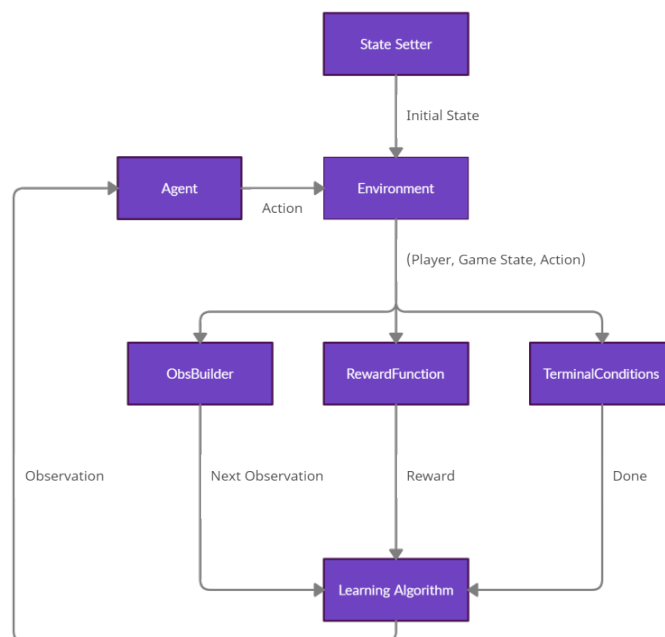 State Setter
Initial State
Agent
Environment
Action
(Player, Game State, Action)
ObsBuilder
RewardFunction
TerminalConditions
Observation
Next Observation
Reward
Done
Learning Algorithm